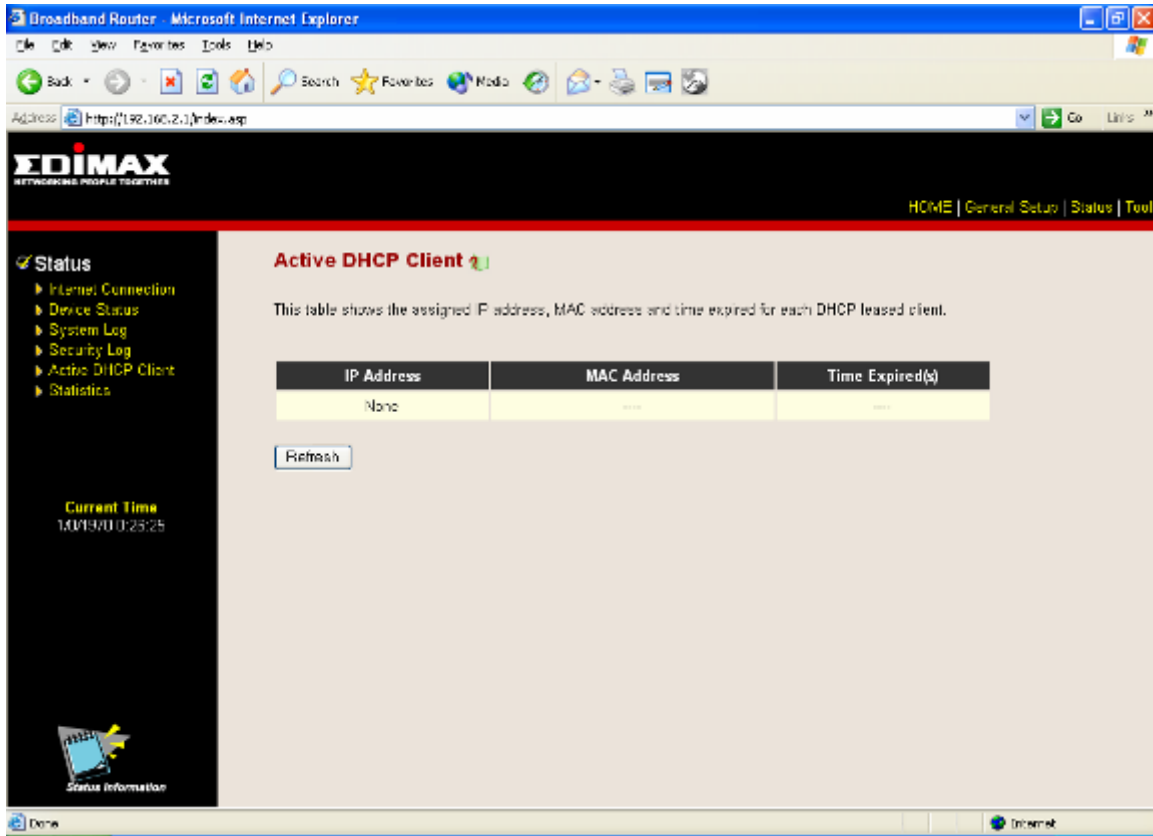 Broadband Router - Microsoft Internet Explorer
File Edit View Favorites Tools Help
Back Search Favorites Media
Address http://192.168.2.1/index.asp Go Links »
EDIMAX
NETWORKING PEOPLE TOGETHER
HOME | General Setup | Status | Tool
Status
Internet Connection
Device Status
System Log
Security Log
Active DHCP Client
Statistics
Current Time
1/0/1970 0:26:25
Status Information
Active DHCP Client
This table shows the assigned IP address, MAC address and time expired for each DHCP leased client.
IP Address MAC Address Time Expired(s)
None ---- ----
Refresh
Done Internet